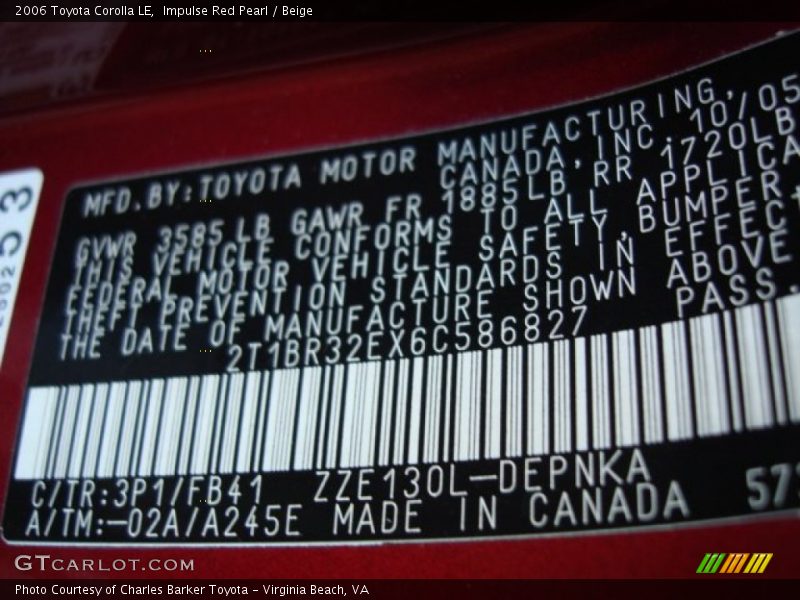 2006 Toyota Corolla LE,  Impulse Red Pearl / Beige
MFD.BY:TOYOTA MOTOR MANUFACTURING,
CANADA, INC. 10/05
GVWR 3585 LB GAWR FR 1885LB RR 1720LB
THIS VEHICLE CONFORMS TO ALL APPLICA
FEDERAL MOTOR VEHICLE SAFETY, BUMPER,
THEFT PREVENTION STANDARDS IN EFFECT
THE DATE OF MANUFACTURE SHOWN ABOVE
2T1BR32EX6C586827 PASS.
C/TR:3P1/FB41 ZZE130L-DEPNKA
A/TM:-02A/A245E MADE IN CANADA 57
53
GTCARLOT.COM
Photo Courtesy of Charles Barker Toyota – Virginia Beach, VA